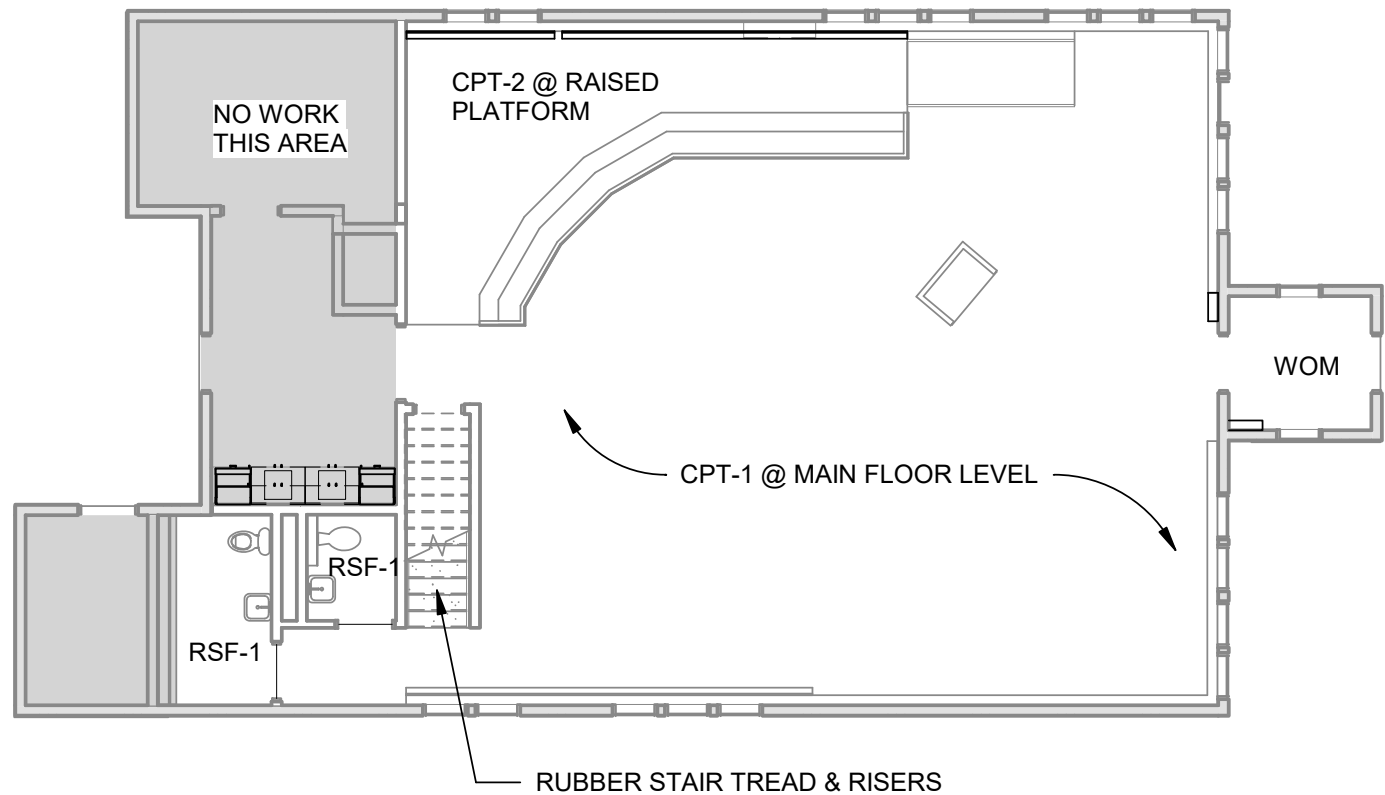 CPT-2 @ RAISED
PLATFORM
NO WORK
THIS AREA
WOM
CPT-1 @ MAIN FLOOR LEVEL
RSF-1
RSF-1
RUBBER STAIR TREAD & RISERS